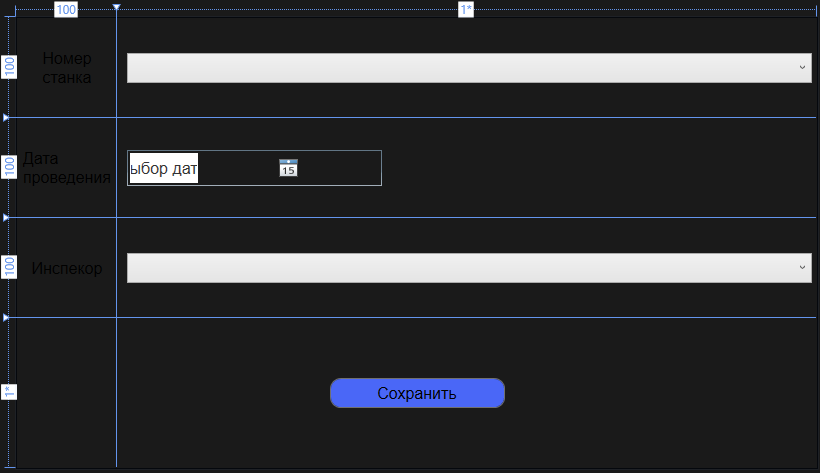 100
1*
100
Номер
станка
100
Дата
проведения
ыбор дат
15
100
Инспекор
1*
Сохранить